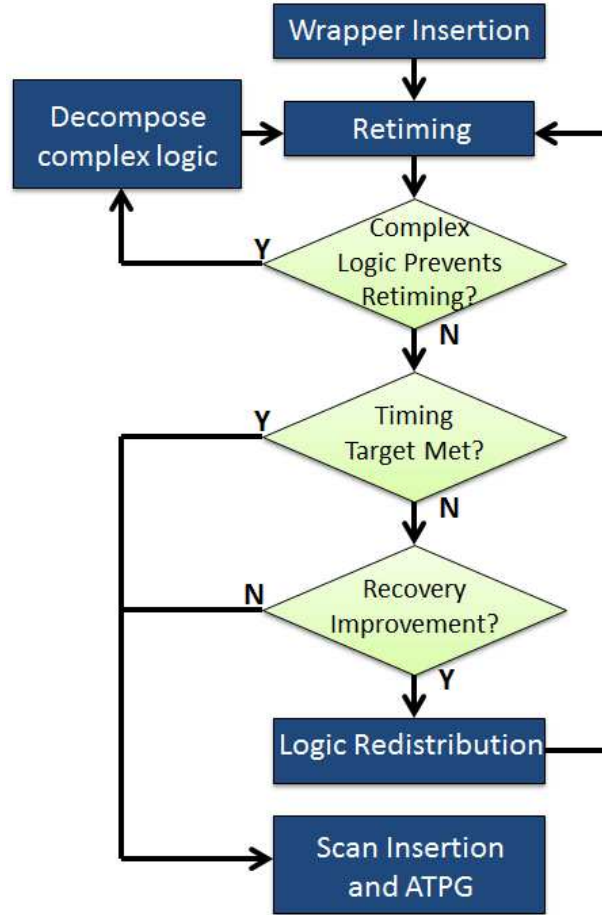 Wrapper Insertion
Decompose
complex logic
Retiming
Complex
Logic Prevents
Retiming?
Y
N
Timing
Target Met?
Y
N
Recovery
Improvement?
N
Y
Logic Redistribution
Scan Insertion
and ATPG